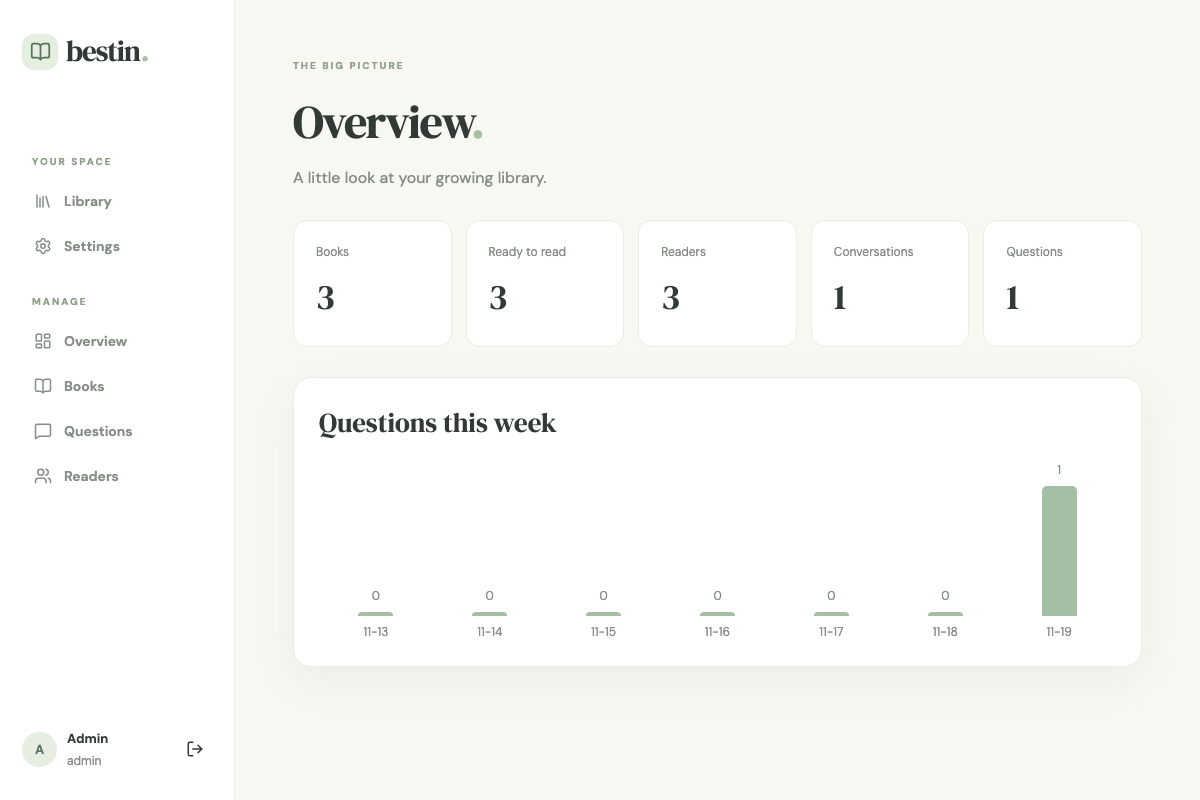 bestin.
YOUR SPACE
Library
Settings
MANAGE
Overview
Books
Questions
Readers
A
Admin
admin
THE BIG PICTURE
Overview.
A little look at your growing library.
Books
3
Ready to read
3
Readers
3
Conversations
1
Questions
1
Questions this week
0 0 0 0 0 0 1
11-13 11-14 11-15 11-16 11-17 11-18 11-19